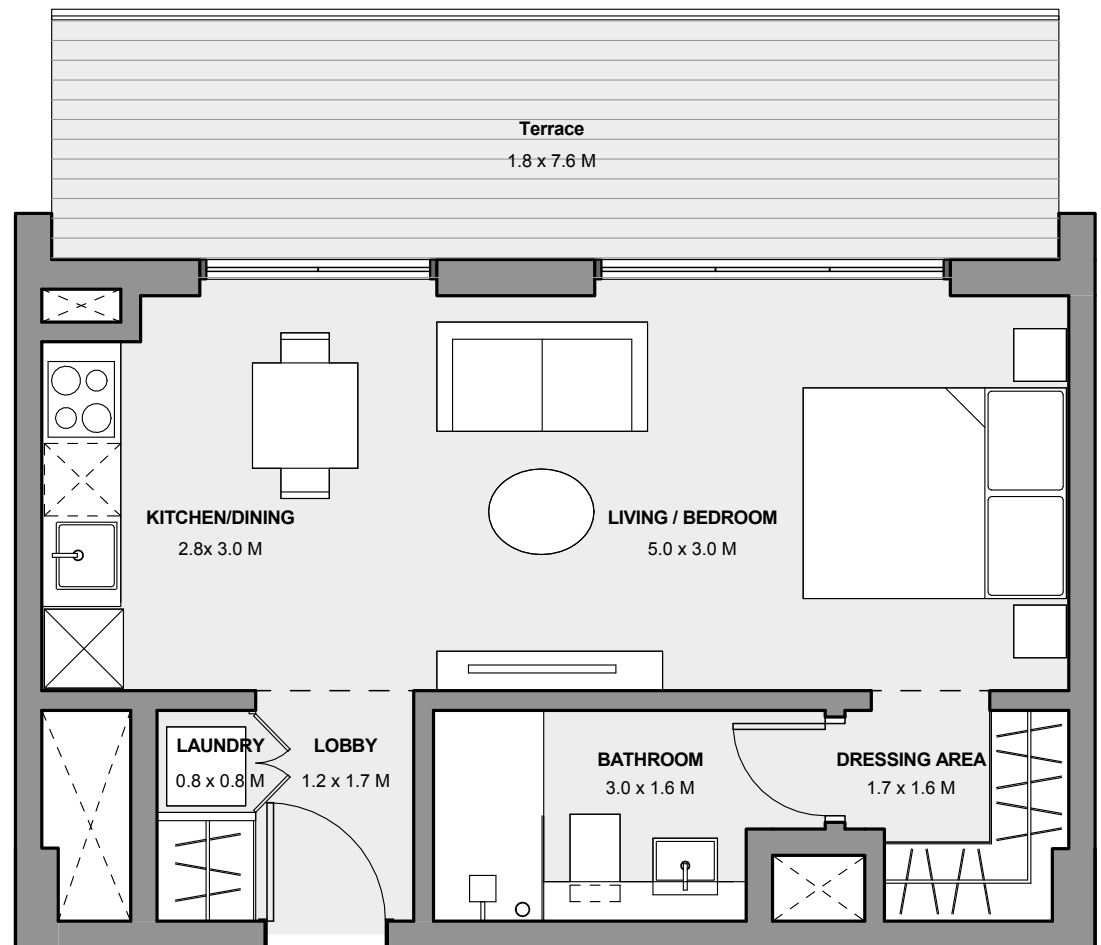 Terrace
1.8 x 7.6 M
KITCHEN/DINING
2.8x 3.0 M
LIVING / BEDROOM
5.0 x 3.0 M
LAUNDRY
0.8 x 0.8 M
LOBBY
1.2 x 1.7 M
BATHROOM
3.0 x 1.6 M
DRESSING AREA
1.7 x 1.6 M